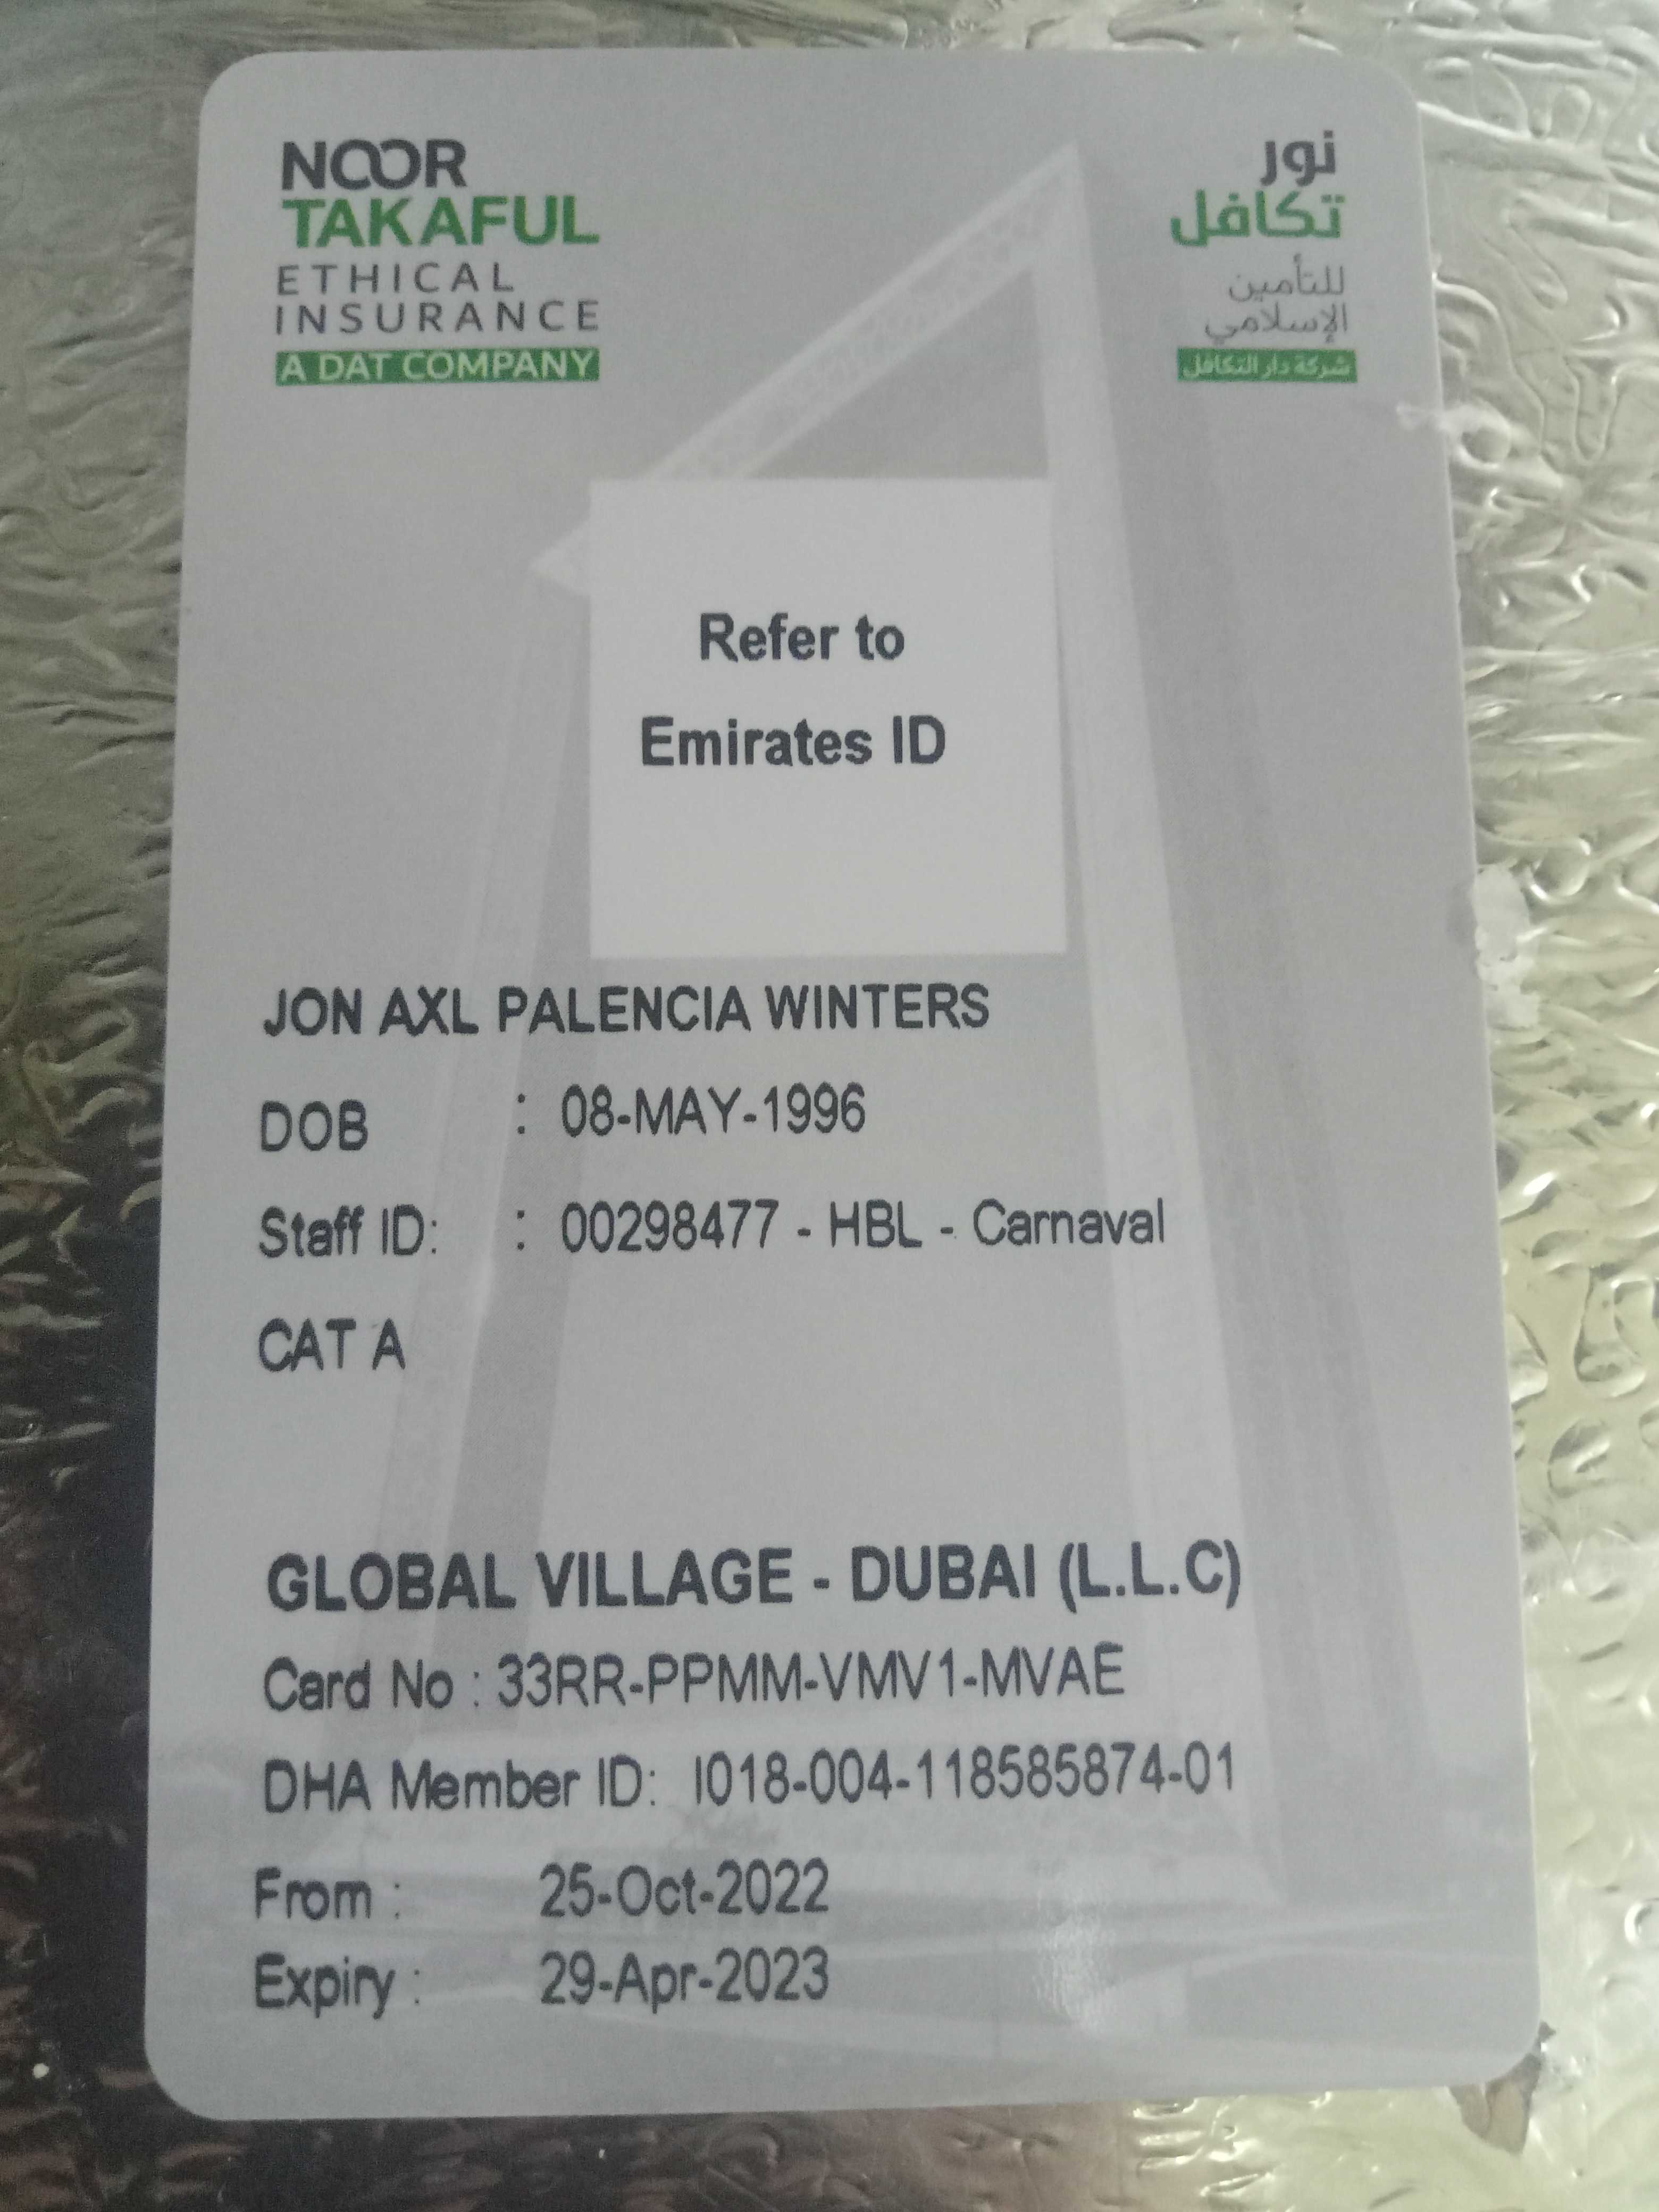 NOOR
TAKAFUL
ETHICAL
INSURANCE
A DAT COMPANY
نور
تكافل
للتأمين
الإسلامي
شركة دار التكافل
Refer to
Emirates ID
JON AXL PALENCIA WINTERS
DOB : 08-MAY-1996
Staff ID: : 00298477 - HBL - Carnaval
CAT A
GLOBAL VILLAGE - DUBAI (L.L.C)
Card No : 33RR-PPMM-VMV1-MVAE
DHA Member ID: I018-004-118585874-01
From : 25-Oct-2022
Expiry : 29-Apr-2023